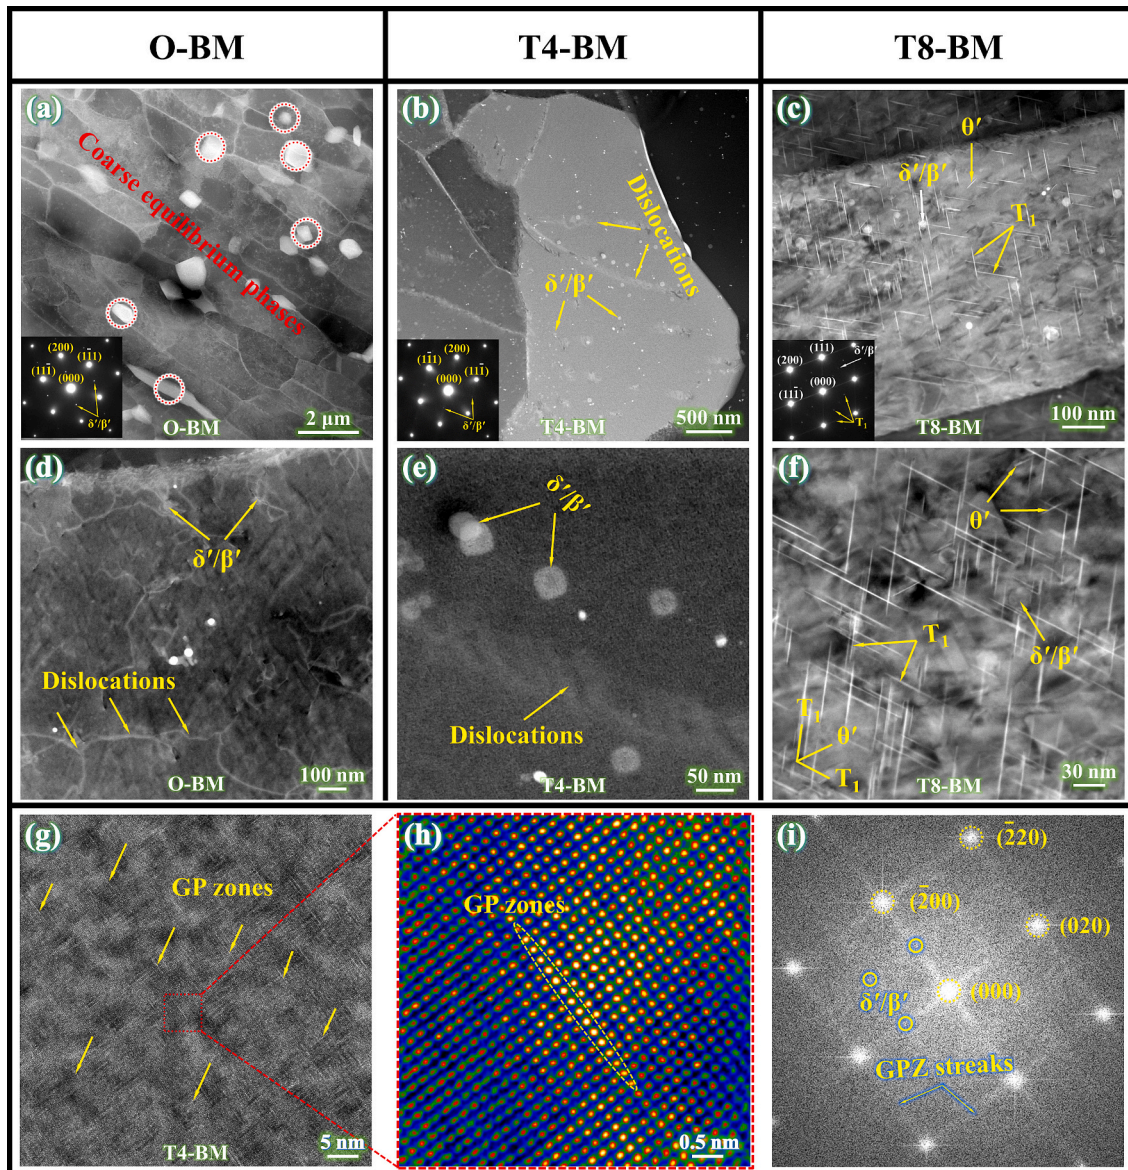 O-BM
T4-BM
T8-BM
(a)
Coarse equilibrium phases
(200)
(11̄1)
(111̄)
(000)
δ′/β′
O-BM
2 μm
(b)
Dislocations
δ′/β′
(200)
(11̄1)
(111̄)
(000)
δ′/β′
T4-BM
500 nm
(c)
θ′
δ′/β′
T₁
(11̄1)
δ′/β′
(200)
(000)
(111̄)
T₁
T8-BM
100 nm
(d)
δ′/β′
Dislocations
O-BM
100 nm
(e)
δ′/β′
Dislocations
T4-BM
50 nm
(f)
θ′
T₁
δ′/β′
T₁
θ′
T₁
T8-BM
30 nm
(g)
GP zones
T4-BM
5 nm
(h)
GP zones
0.5 nm
(i)
(2̄20)
(2̄00)
(020)
δ′/β′
(000)
GPZ streaks